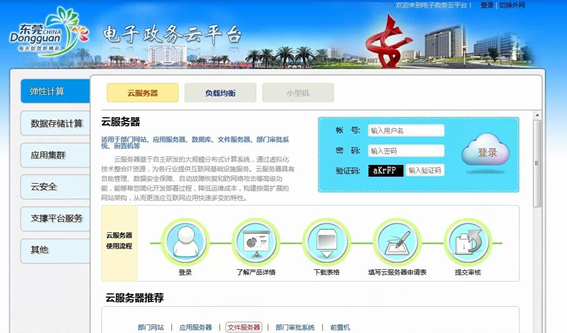 欢迎来到电子政务云平台！ 登录 | 切换外网
东莞 CHINA
Dongguan
每天绽放新精彩
电子政务云平台
弹性计算
数据存储计算
应用集群
云安全
支撑平台服务
其他
云服务器
负载均衡
小型机
云服务器
适用于部门网站、应用服务器、数据库、文件服务器、部门审批系
统、前置机等
云服务器基于自主研发的大规模分布式计算系统，通过虚拟化
技术整合IT资源，为各行业提供互联网基础设施服务。云服务器具有
自助管理、数据安全保障、自动故障恢复和防网络攻击等高级功
能，能够帮您简化开发部署过程，降低运维成本，构建按需扩展的
网站架构，从而更适应互联网应用快速多变的特性。
帐 号： 输入用户名
密 码： 输入密码
验证码： aKrPP 输入验证码
登录
云服务器
使用流程
登录
了解产品详情
下载表格
填写云服务器申请表
提交审核
云服务器推荐
部门网站 | 应用服务器 | 文件服务器 | 部门审批系统 | 前置机